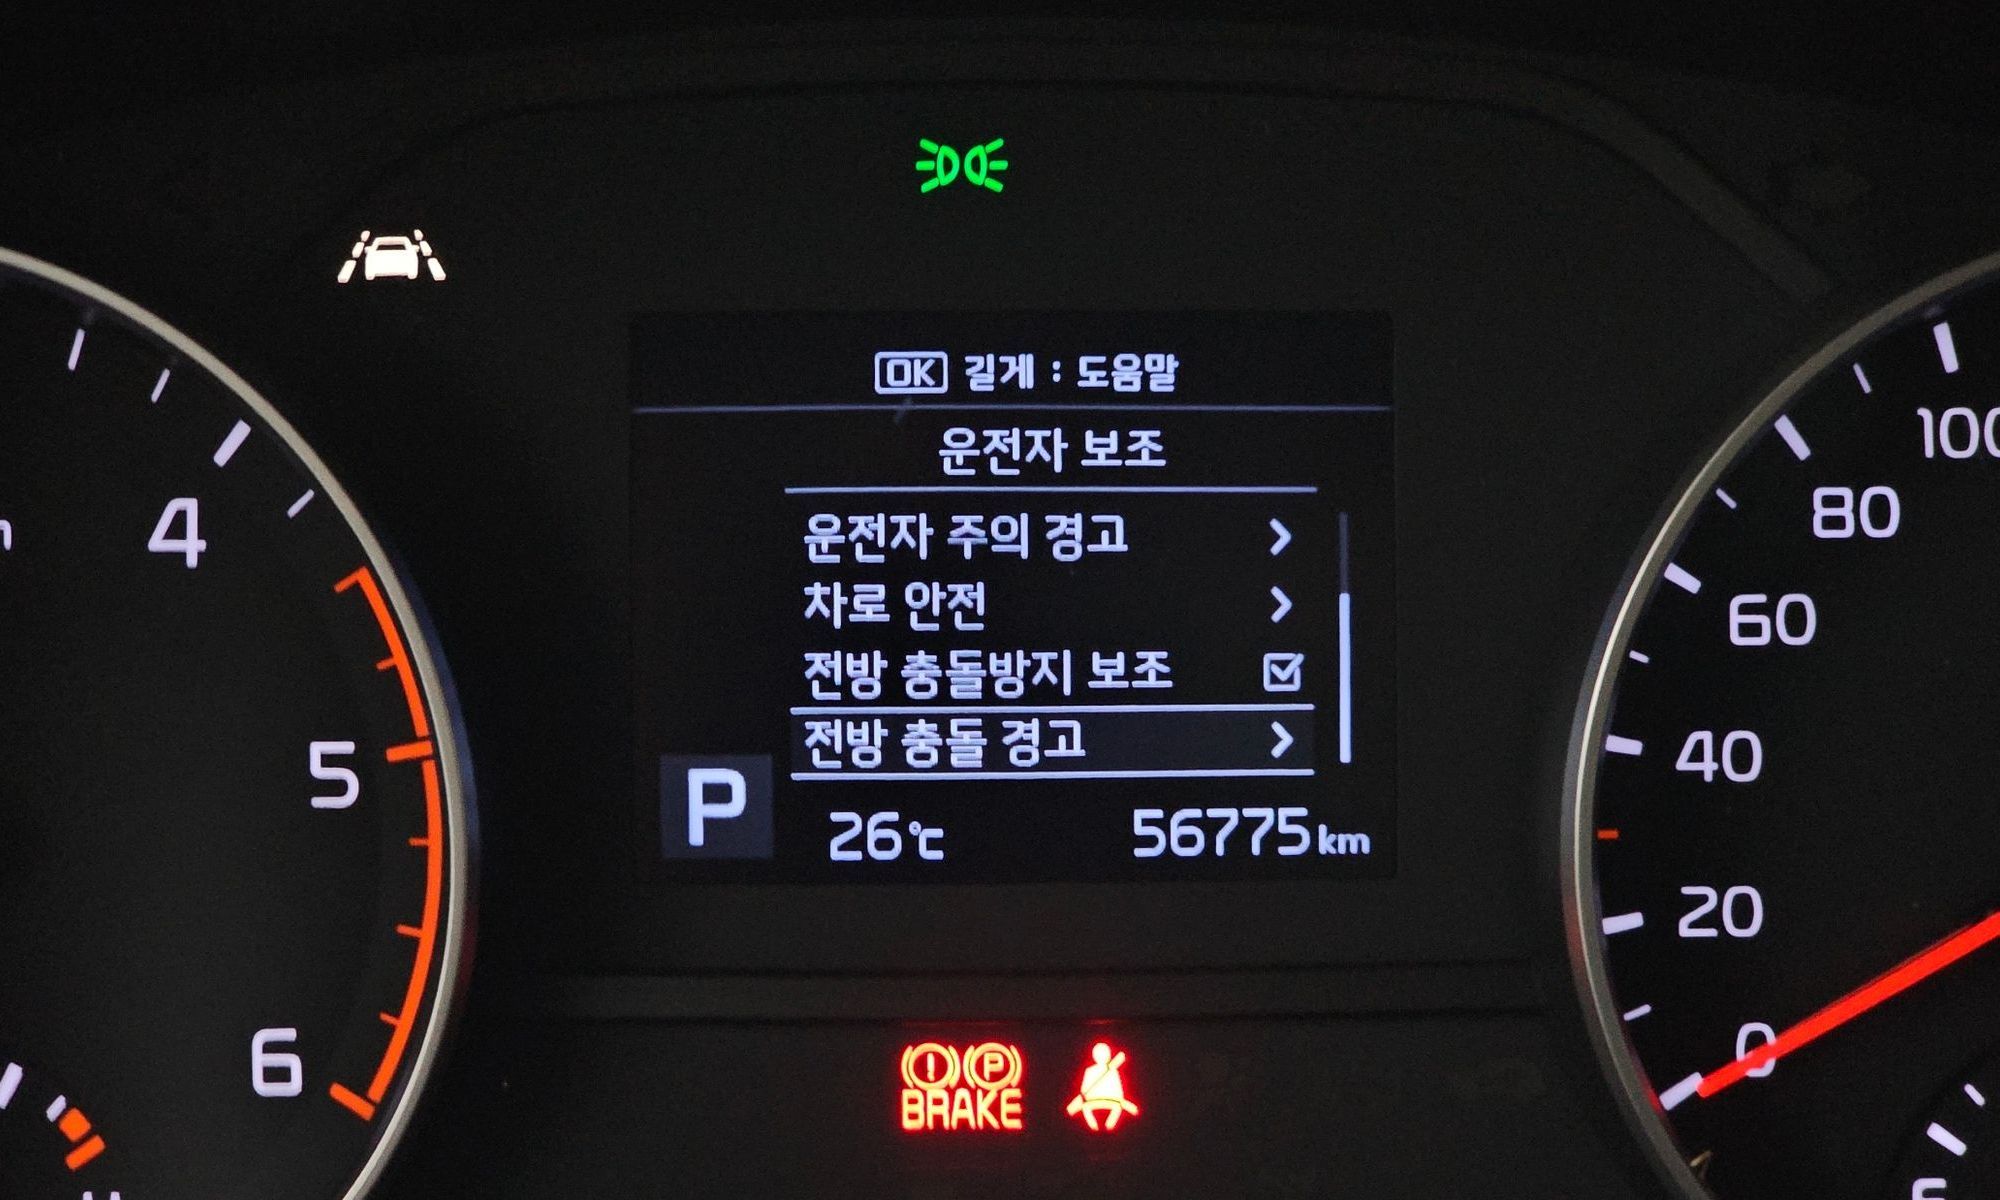 OK 길게 : 도움말
운전자 보조
운전자 주의 경고
차로 안전
전방 충돌방지 보조
전방 충돌 경고
P
26℃ 56775 km
4
5
6
100
80
60
40
20
0
! P
BRAKE